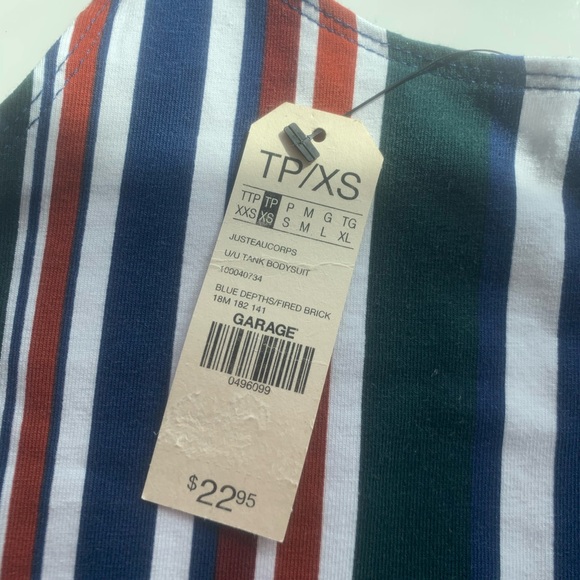 TP/XS
TTP TP P M G TG
XXS XS S M L XL
JUSTEAUCORPS
U/U TANK BODYSUIT
100040734
BLUE DEPTHS/FIRED BRICK
18M 182 141
GARAGE
0496099
$22.95